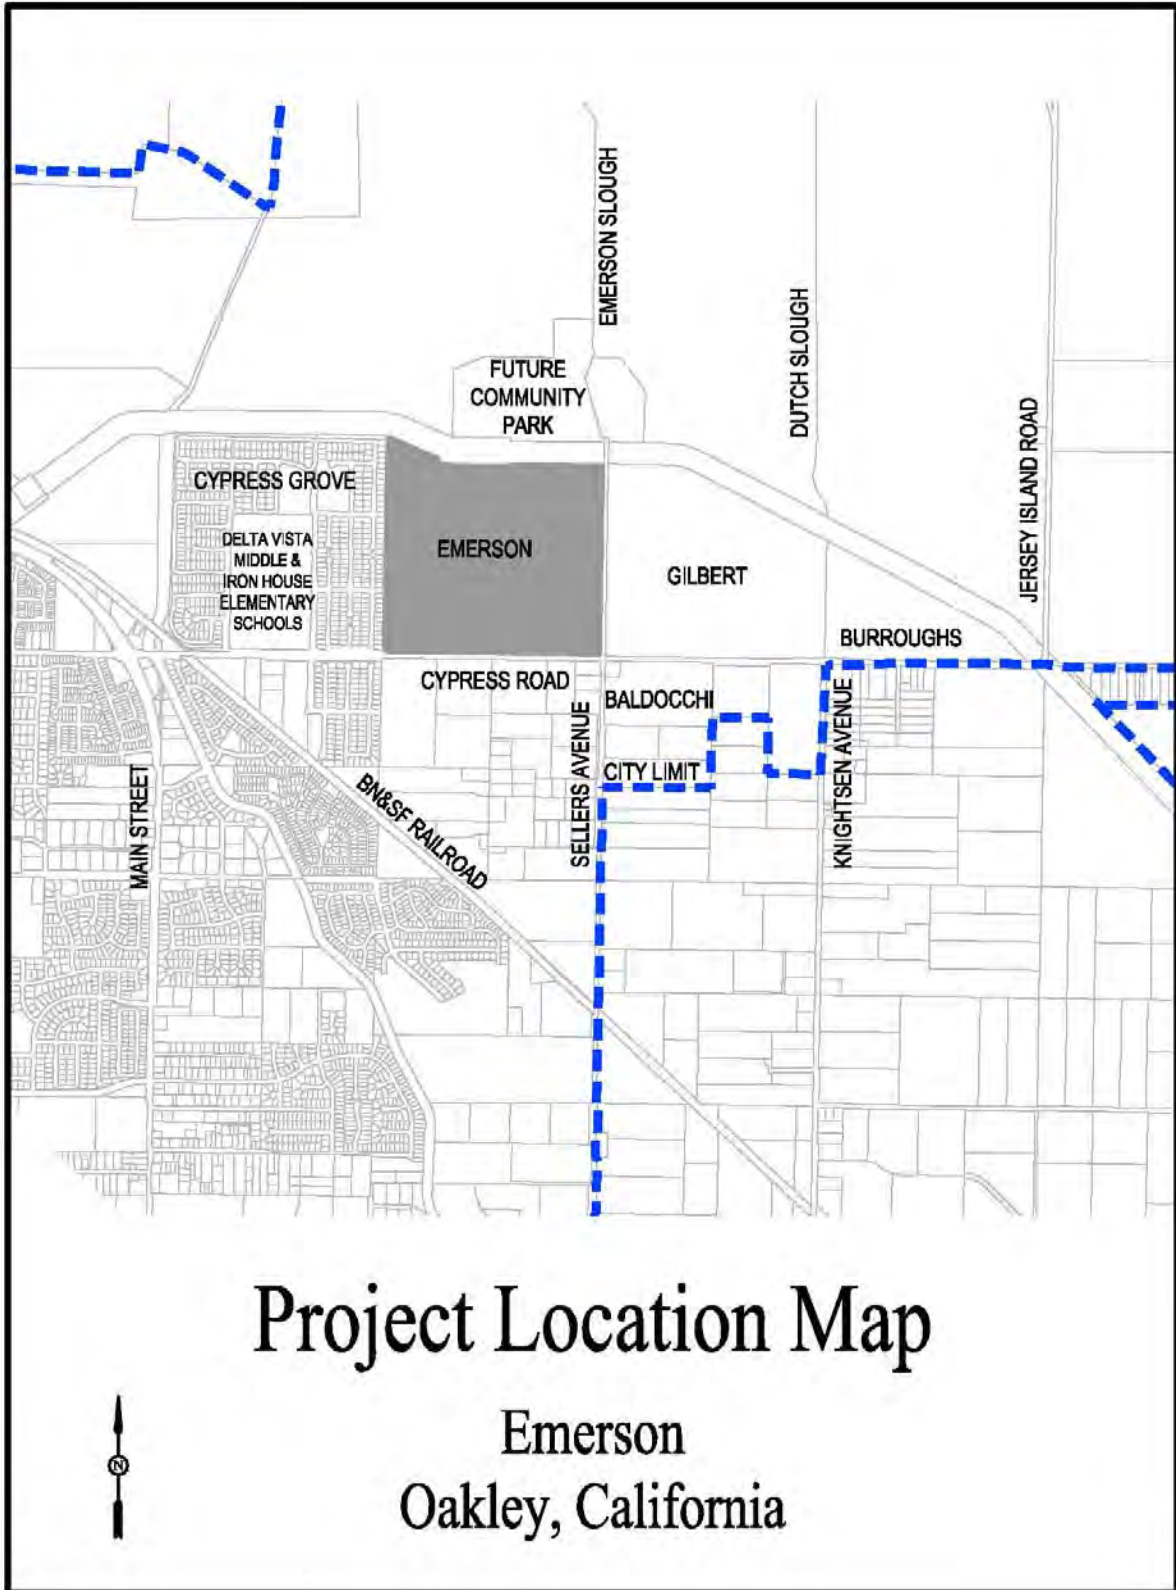 EMERSON SLOUGH
DUTCH SLOUGH
JERSEY ISLAND ROAD
FUTURE
COMMUNITY
PARK
CYPRESS GROVE
DELTA VISTA
MIDDLE &
IRON HOUSE
ELEMENTARY
SCHOOLS
EMERSON
GILBERT
BURROUGHS
CYPRESS ROAD
BALDOCCHI
SELLERS AVENUE
CITY LIMIT
KNIGHTSEN AVENUE
MAIN STREET
BN&SF RAILROAD
Project Location Map
N
Emerson
Oakley, California